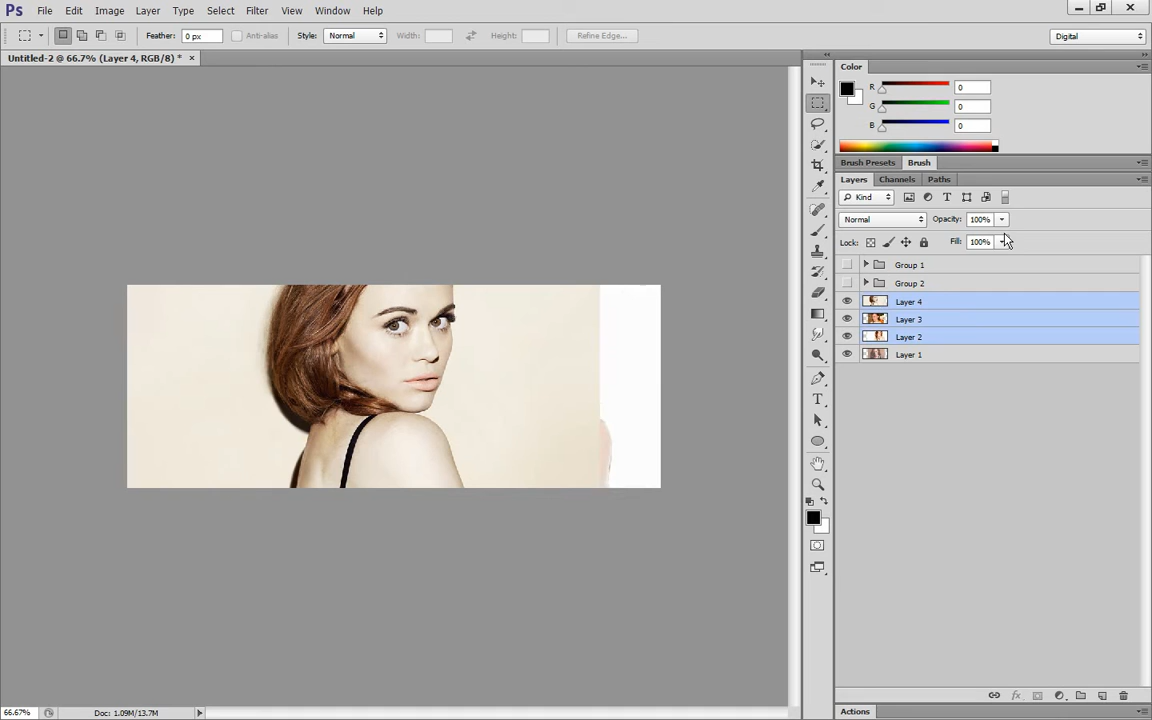 Ps File Edit Image Layer Type Select Filter View Window Help
Feather: 0 px Anti-alias Style: Normal Width: Height: Refine Edge... Digital
Untitled-2 @ 66.7% (Layer 4, RGB/8) * ×
Color
R 0
G 0
B 0
Brush Presets Brush
Layers Channels Paths
Kind T
Normal Opacity: 100%
Lock: Fill: 100%
Group 1
Group 2
Layer 4
Layer 3
Layer 2
Layer 1
T
fx
66.67% Doc: 1.09M/13.7M
Actions